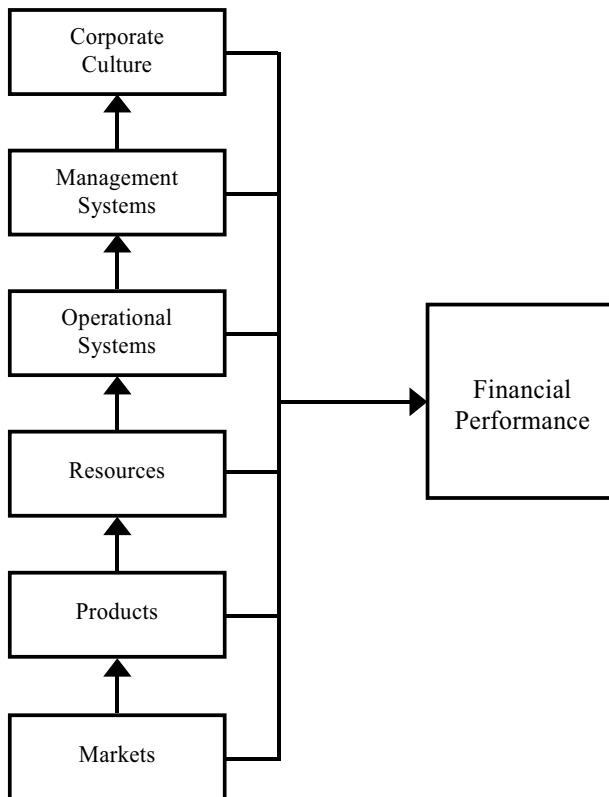 Corporate
Culture
Management
Systems
Operational
Systems
Resources
Products
Markets
Financial
Performance